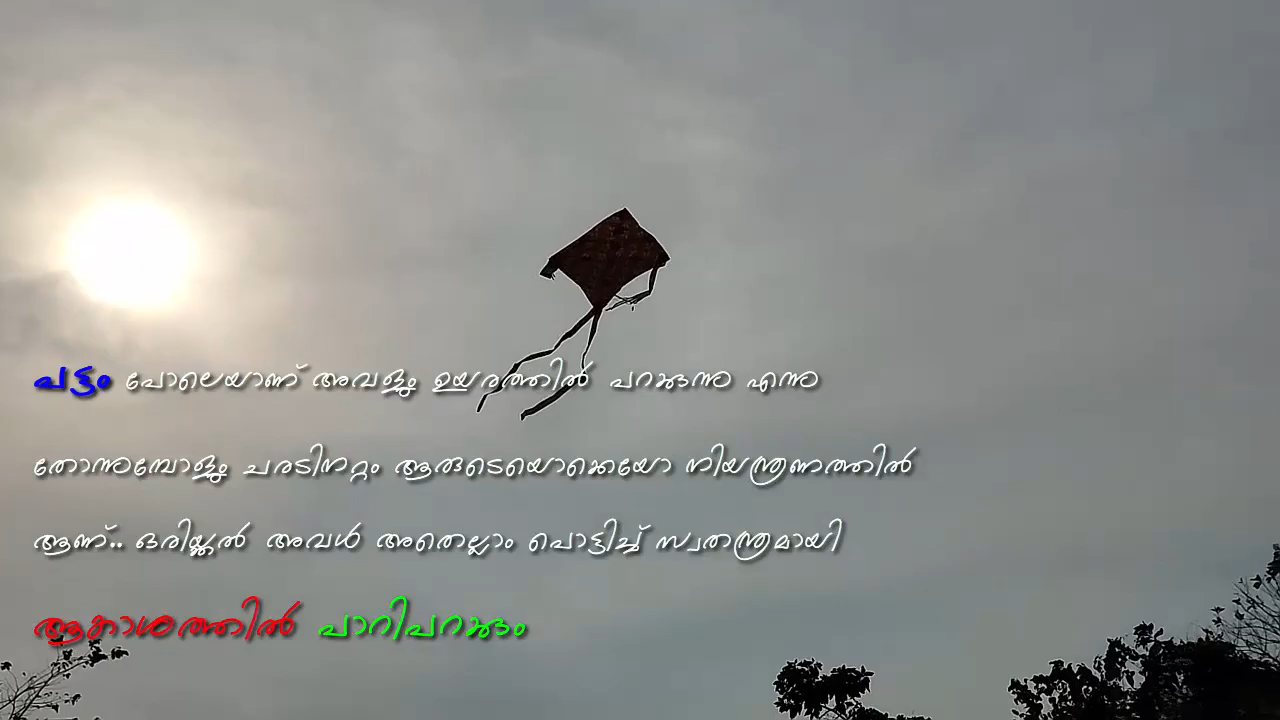 പട്ടം പോലെയാണ് അവളും ഉയരത്തിൽ പറക്കുന്നു എന്നു
തോന്നുമ്പോളും ചരടിനറ്റം ആരുടെയൊക്കെയോ നിയന്ത്രണത്തിൽ
ആണ്.. ഒരിയ്ക്കൽ അവൾ അതെല്ലാം പൊട്ടിച്ച് സ്വതന്ത്രമായി
ആകാശത്തിൽ പാറിപറക്കും